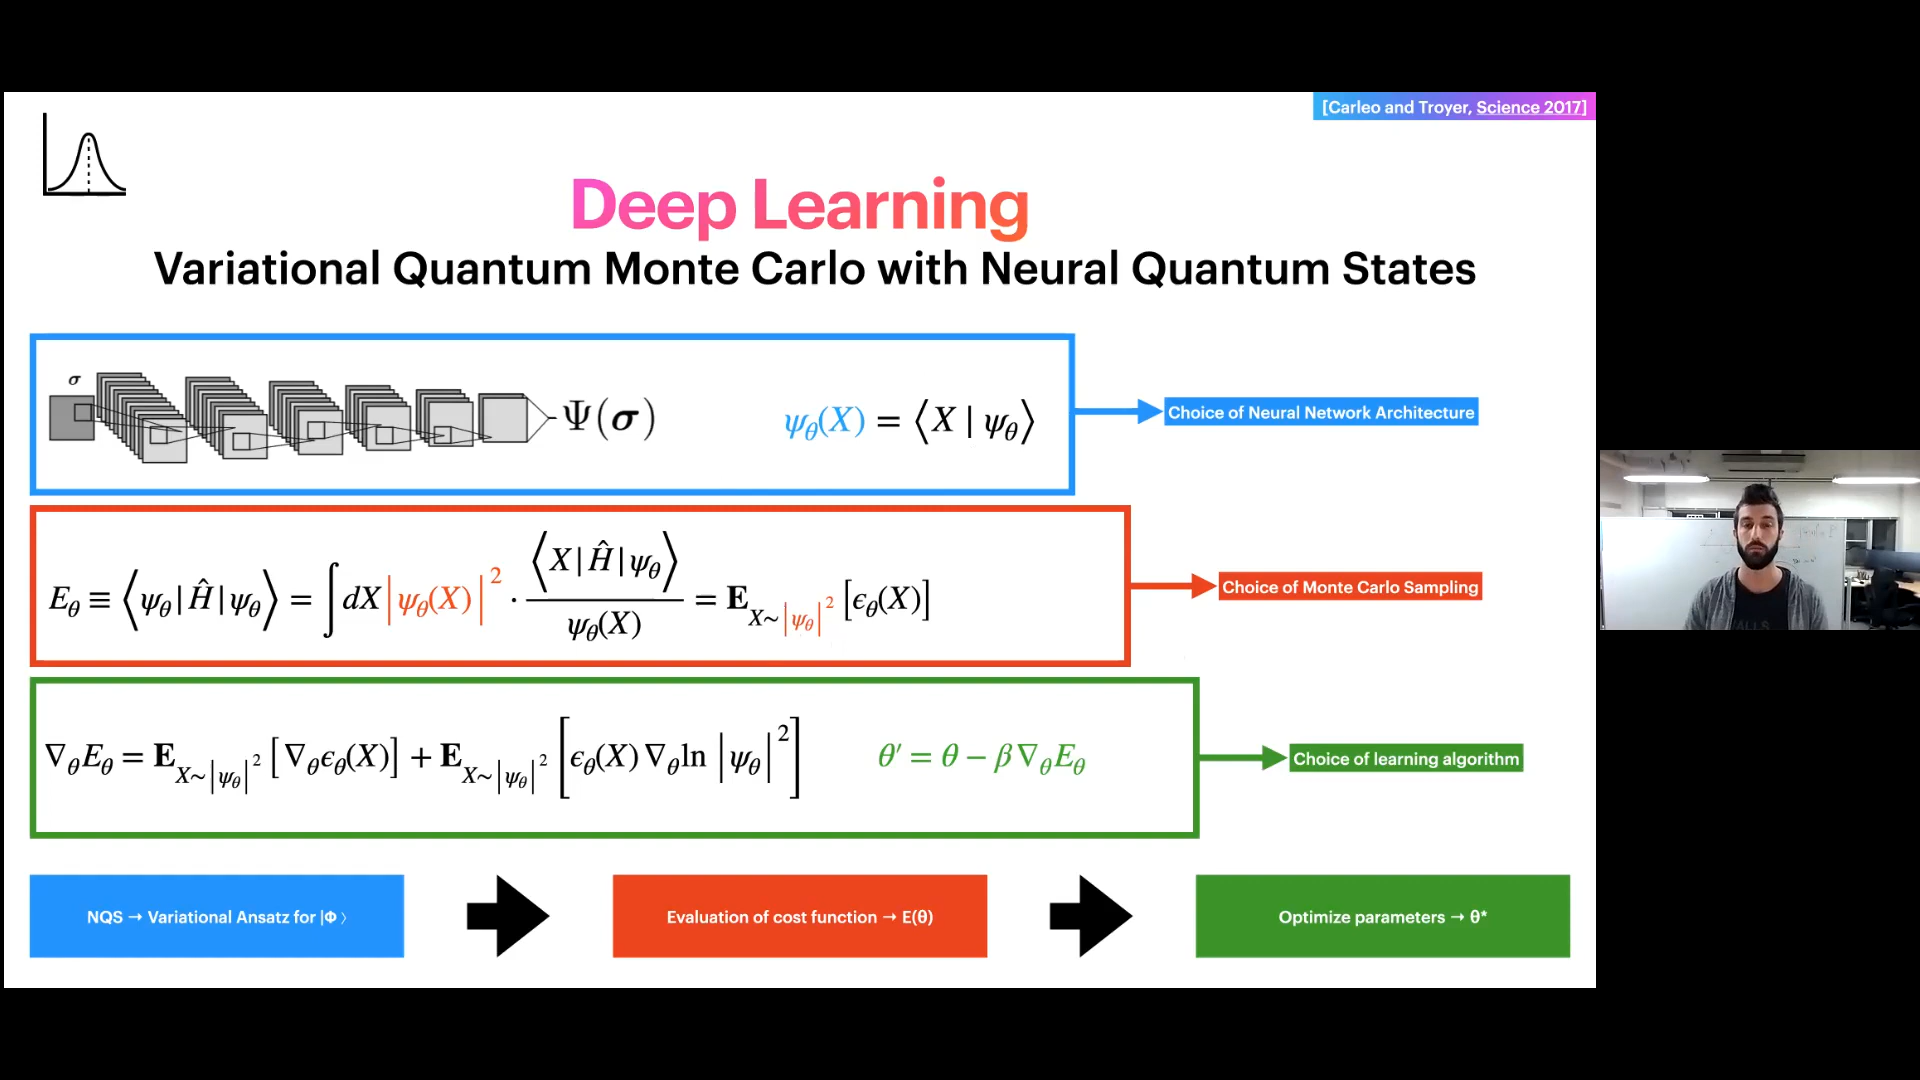 [Carleo and Troyer, Science 2017]
Deep Learning
Variational Quantum Monte Carlo with Neural Quantum States
σ
Ψ(σ)
ψ_θ(X) = ⟨X | ψ_θ⟩
Choice of Neural Network Architecture
E_θ ≡ ⟨ψ_θ|Ĥ|ψ_θ⟩ = ∫dX|ψ_θ(X)|² · ⟨X|Ĥ|ψ_θ⟩ / ψ_θ(X) = E_{X~|ψ_θ|²}[ϵ_θ(X)]
Choice of Monte Carlo Sampling
∇_θE_θ = E_{X~|ψ_θ|²}[∇_θϵ_θ(X)] + E_{X~|ψ_θ|²}[ϵ_θ(X)∇_θln|ψ_θ|²]
θ′ = θ − β∇_θE_θ
Choice of learning algorithm
NQS → Variational Ansatz for |Φ⟩
Evaluation of cost function → E(θ)
Optimize parameters → θ*